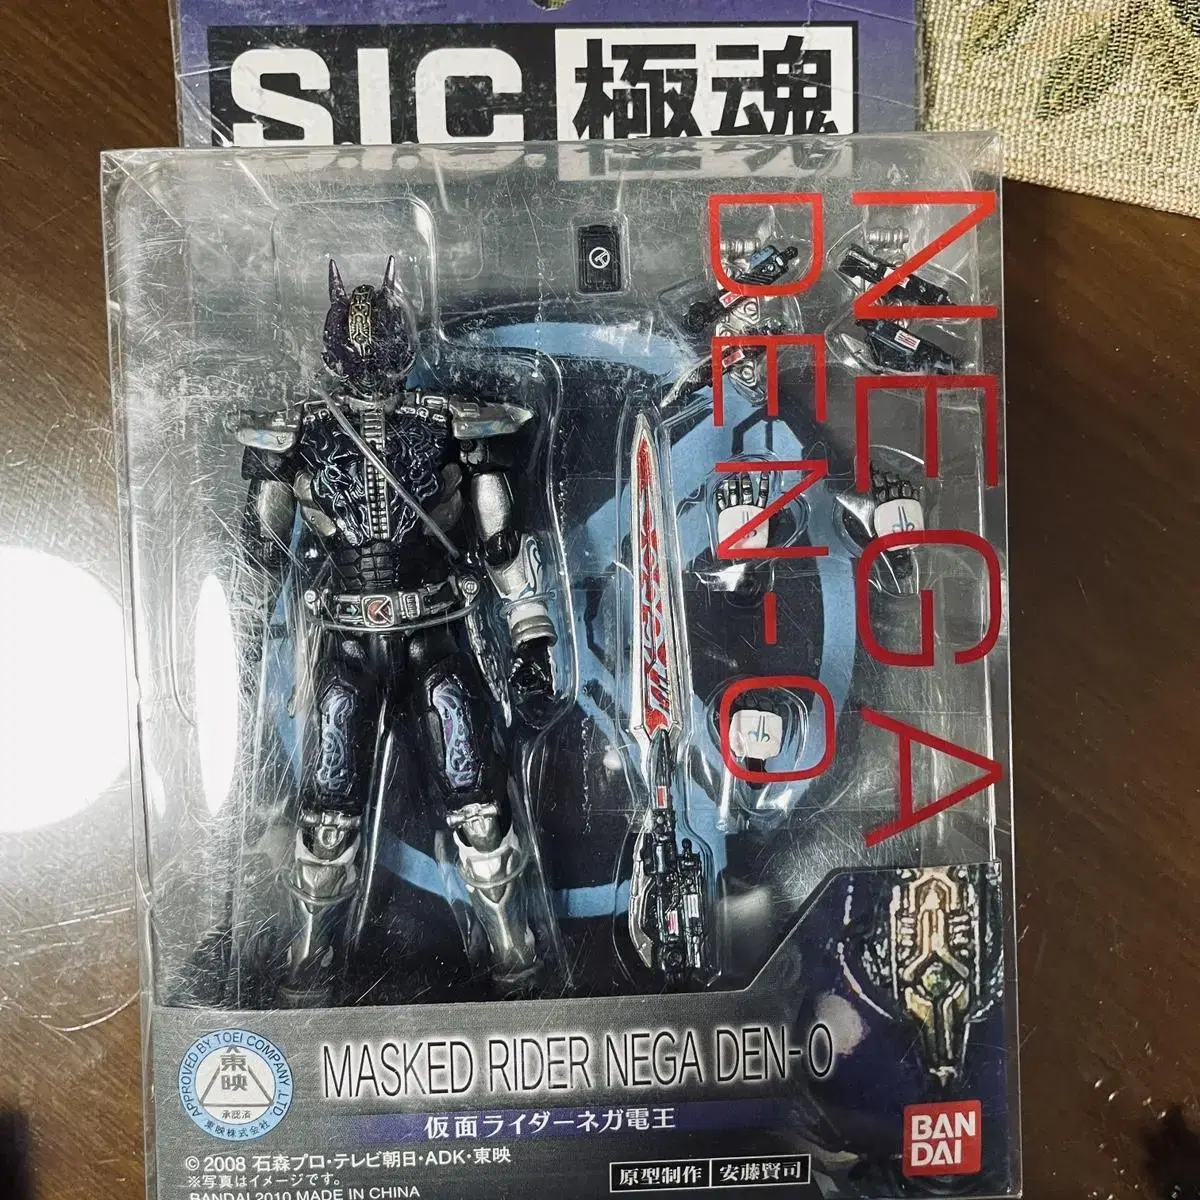 S.I.C. 極魂
NEGA
DEN-O
APPROVED BY TOEI COMPANY, LTD.
東映
承認済
東映株式会社
MASKED RIDER NEGA DEN-O
仮面ライダーネガ電王
© 2008 石森プロ・テレビ朝日・ADK・東映
※写真はイメージです。
BANDAI 2010 MADE IN CHINA
原型制作 安藤賢司
BAN
DAI